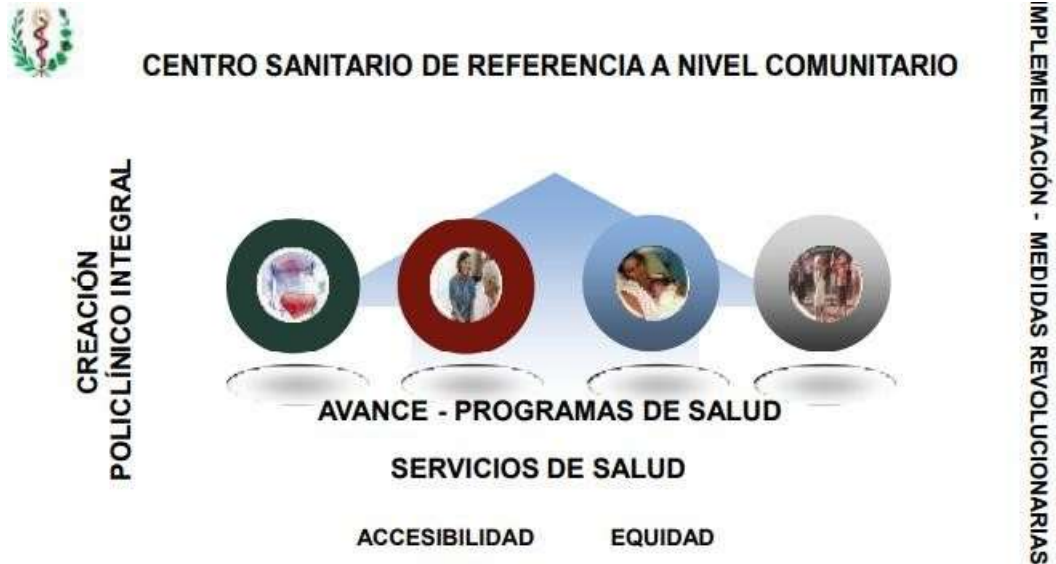 CENTRO SANITARIO DE REFERENCIA A NIVEL COMUNITARIO
CREACIÓN
POLICLÍNICO INTEGRAL
AVANCE - PROGRAMAS DE SALUD
SERVICIOS DE SALUD
ACCESIBILIDAD EQUIDAD
IMPLEMENTACIÓN - MEDIDAS REVOLUCIONARIAS